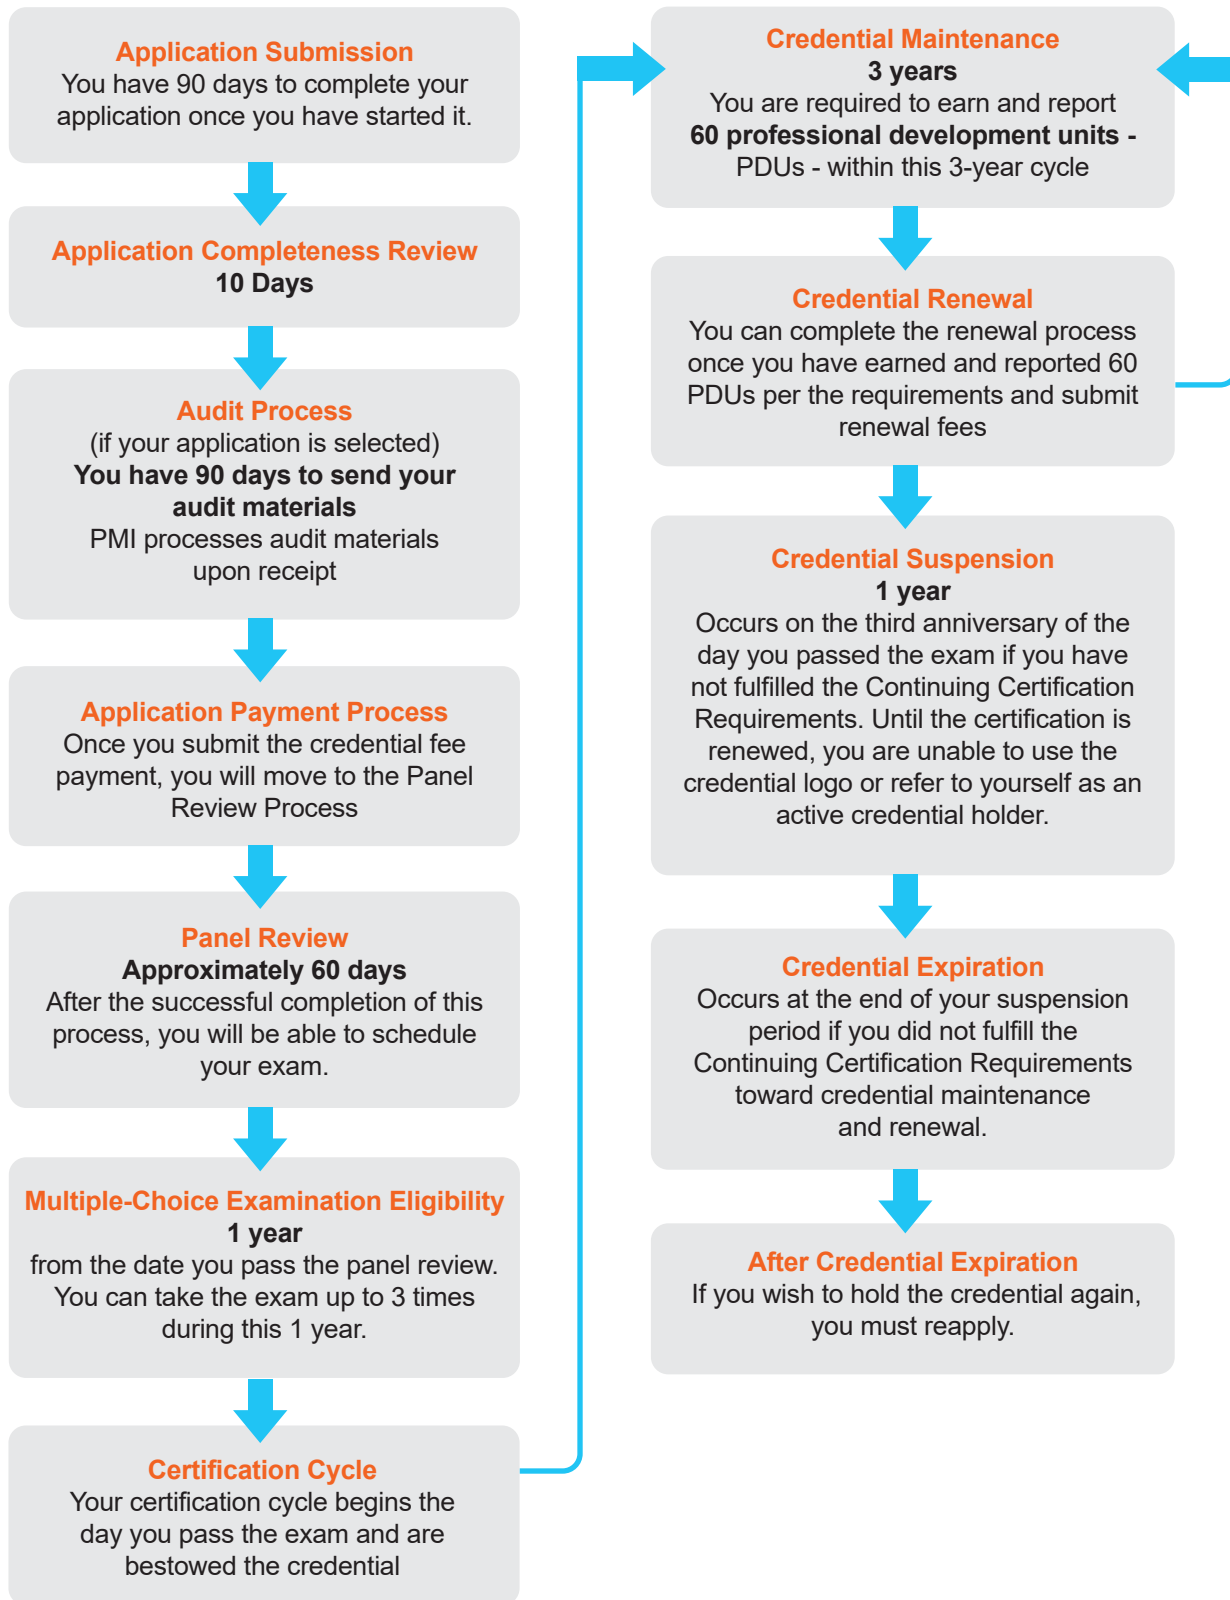 Application Submission
You have 90 days to complete your
application once you have started it.
Application Completeness Review
10 Days
Audit Process
(if your application is selected)
You have 90 days to send your
audit materials
PMI processes audit materials
upon receipt
Application Payment Process
Once you submit the credential fee
payment, you will move to the Panel
Review Process
Panel Review
Approximately 60 days
After the successful completion of this
process, you will be able to schedule
your exam.
Multiple-Choice Examination Eligibility
1 year
from the date you pass the panel review.
You can take the exam up to 3 times
during this 1 year.
Certification Cycle
Your certification cycle begins the
day you pass the exam and are
bestowed the credential
Credential Maintenance
3 years
You are required to earn and report
60 professional development units -
PDUs - within this 3-year cycle
Credential Renewal
You can complete the renewal process
once you have earned and reported 60
PDUs per the requirements and submit
renewal fees
Credential Suspension
1 year
Occurs on the third anniversary of the
day you passed the exam if you have
not fulfilled the Continuing Certification
Requirements. Until the certification is
renewed, you are unable to use the
credential logo or refer to yourself as an
active credential holder.
Credential Expiration
Occurs at the end of your suspension
period if you did not fulfill the
Continuing Certification Requirements
toward credential maintenance
and renewal.
After Credential Expiration
If you wish to hold the credential again,
you must reapply.